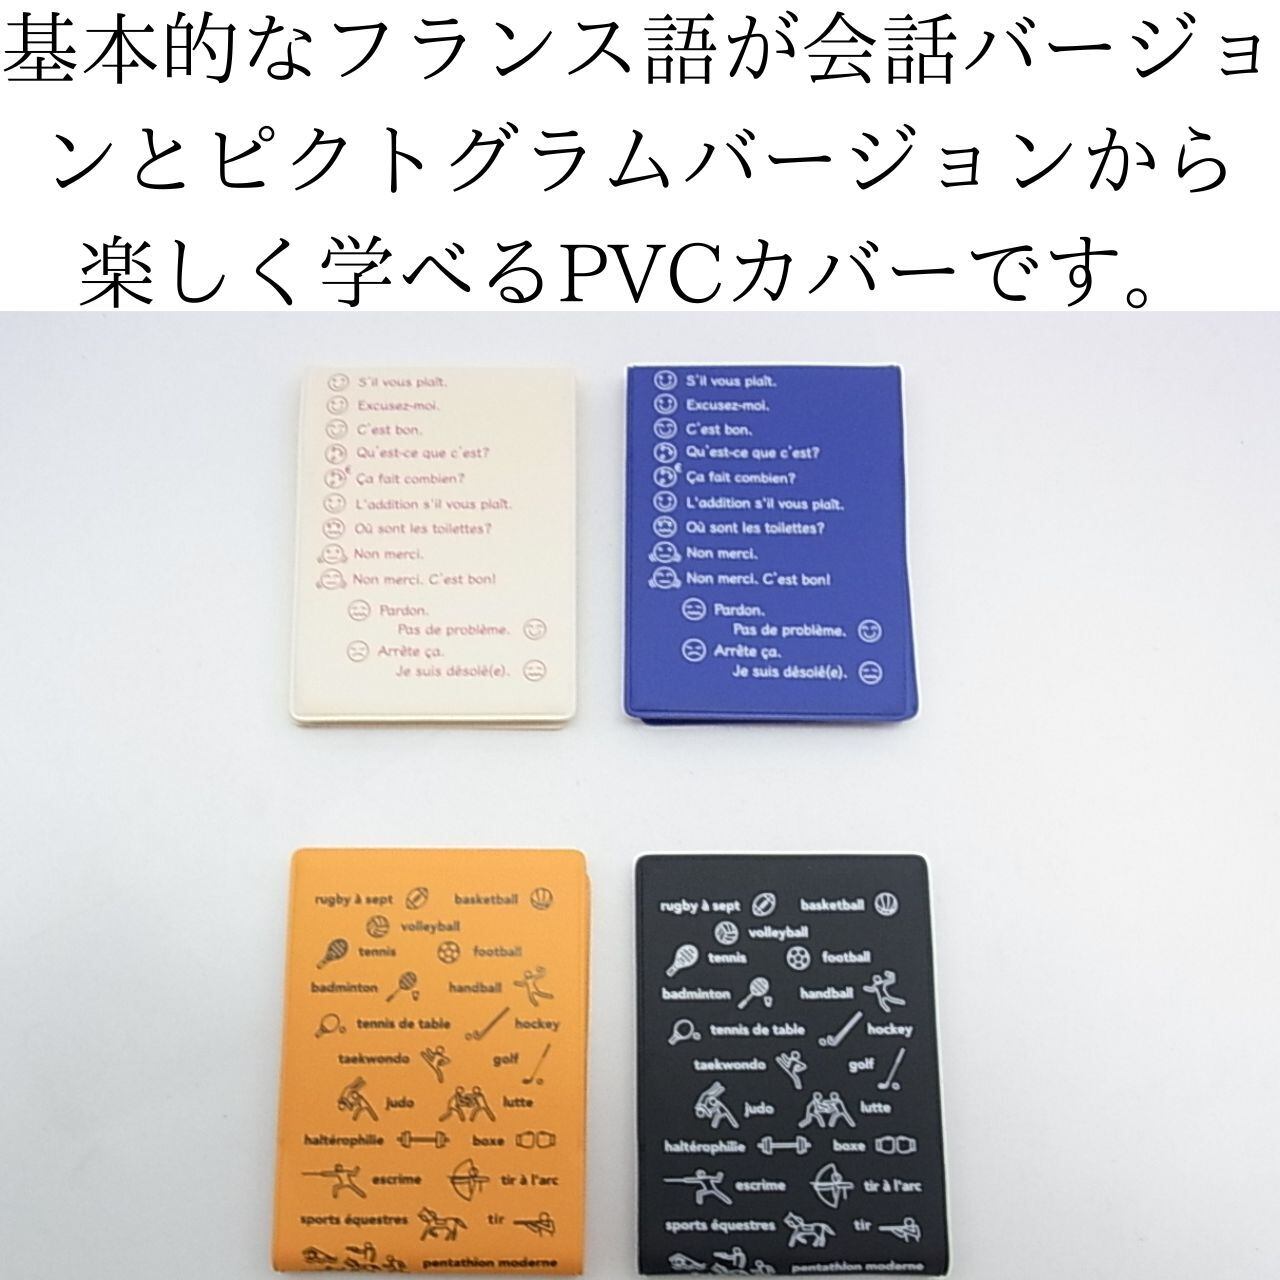 基本的なフランス語が会話バージョ
ンとピクトグラムバージョンから
楽しく学べるPVCカバーです。
S'il vous plaît.
Excusez-moi.
C'est bon.
Qu'est-ce que c'est?
€
Ça fait combien?
L'addition s'il vous plaît.
Où sont les toilettes?
Non merci.
Non merci. C'est bon!
Pardon.
Pas de problème.
Arrête ça.
Je suis désolé(e).
S'il vous plaît.
Excusez-moi.
C'est bon.
Qu'est-ce que c'est?
€
Ça fait combien?
L'addition s'il vous plaît.
Où sont les toilettes?
Non merci.
Non merci. C'est bon!
Pardon.
Pas de problème.
Arrête ça.
Je suis désolé(e).
rugby à sept basketball
volleyball
tennis football
badminton handball
tennis de table hockey
taekwondo golf
judo lutte
haltérophilie boxe
escrime tir à l'arc
sports équestres tir
pentathlon moderne
rugby à sept basketball
volleyball
tennis football
badminton handball
tennis de table hockey
taekwondo golf
judo lutte
haltérophilie boxe
escrime tir à l'arc
sports équestres tir
pentathlon moderne